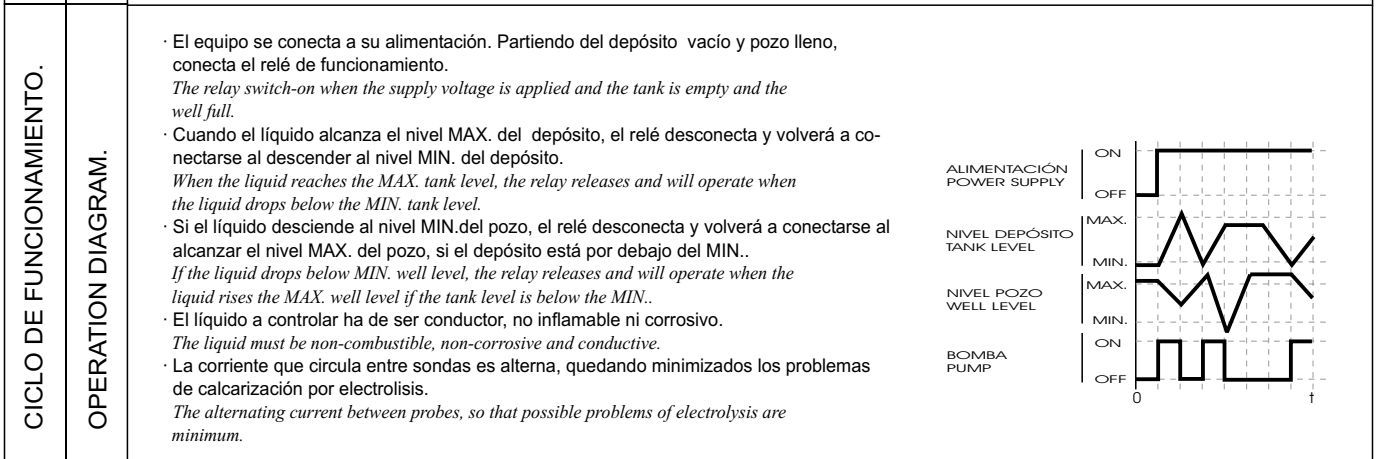 CICLO DE FUNCIONAMIENTO.
OPERATION DIAGRAM.
· El equipo se conecta a su alimentación. Partiendo del depósito vacío y pozo lleno,
conecta el relé de funcionamiento.
The relay switch-on when the supply voltage is applied and the tank is empty and the
well full.
· Cuando el líquido alcanza el nivel MAX. del depósito, el relé desconecta y volverá a co-
nectarse al descender al nivel MIN. del depósito.
When the liquid reaches the MAX. tank level, the relay releases and will operate when
the liquid drops below the MIN. tank level.
· Si el líquido desciende al nivel MIN.del pozo, el relé desconecta y volverá a conectarse al
alcanzar el nivel MAX. del pozo, si el depósito está por debajo del MIN..
If the liquid drops below MIN. well level, the relay releases and will operate when the
liquid rises the MAX. well level if the tank level is below the MIN..
· El líquido a controlar ha de ser conductor, no inflamable ni corrosivo.
The liquid must be non-combustible, non-corrosive and conductive.
· La corriente que circula entre sondas es alterna, quedando minimizados los problemas
de calcarización por electrolisis.
The alternating current between probes, so that possible problems of electrolysis are
minimum.
ALIMENTACIÓN
POWER SUPPLY
ON
OFF
NIVEL DEPÓSITO
TANK LEVEL
MAX.
MIN.
NIVEL POZO
WELL LEVEL
MAX.
MIN.
BOMBA
PUMP
ON
OFF
0 t